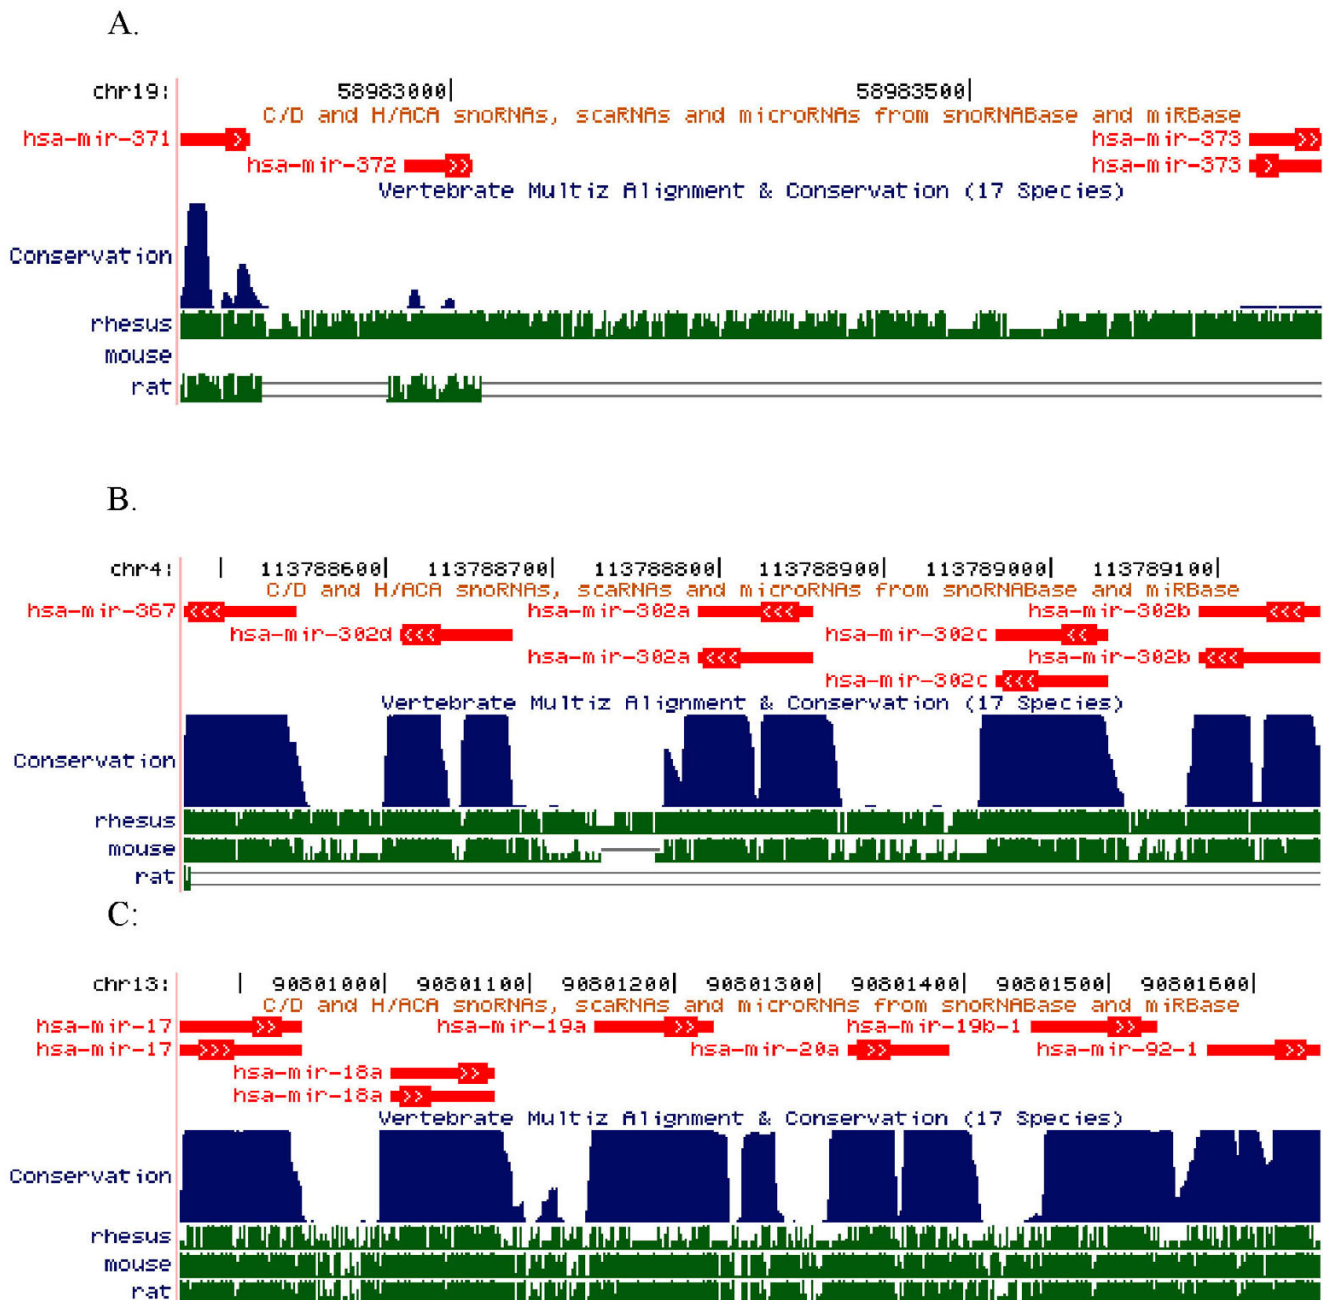 A.
chr19: 58983000| 58983500|
C/D and H/ACA snoRNAs, scaRNAs and microRNAs from snoRNABase and miRBase
hsa-mir-371 >> hsa-mir-373 >>
hsa-mir-372 >> hsa-mir-373 >
Vertebrate Multiz Alignment & Conservation (17 Species)
Conservation
rhesus
mouse
rat
B.
chr4: | 113788600| 113788700| 113788800| 113788900| 113789000| 113789100|
C/D and H/ACA snoRNAs, scaRNAs and microRNAs from snoRNABase and miRBase
hsa-mir-367 <<< hsa-mir-302a <<< hsa-mir-302b <<<
hsa-mir-302d <<< hsa-mir-302c <<
hsa-mir-302a <<< hsa-mir-302b <<<
hsa-mir-302c <<<
Vertebrate Multiz Alignment & Conservation (17 Species)
Conservation
rhesus
mouse
rat
C:
chr13: | 90801000| 90801100| 90801200| 90801300| 90801400| 90801500| 90801600|
C/D and H/ACA snoRNAs, scaRNAs and microRNAs from snoRNABase and miRBase
hsa-mir-17 >> hsa-mir-19a >> hsa-mir-19b-1 >>
hsa-mir-17 >>> hsa-mir-20a >> hsa-mir-92-1 >>
hsa-mir-18a >>
hsa-mir-18a >>
Vertebrate Multiz Alignment & Conservation (17 Species)
Conservation
rhesus
mouse
rat